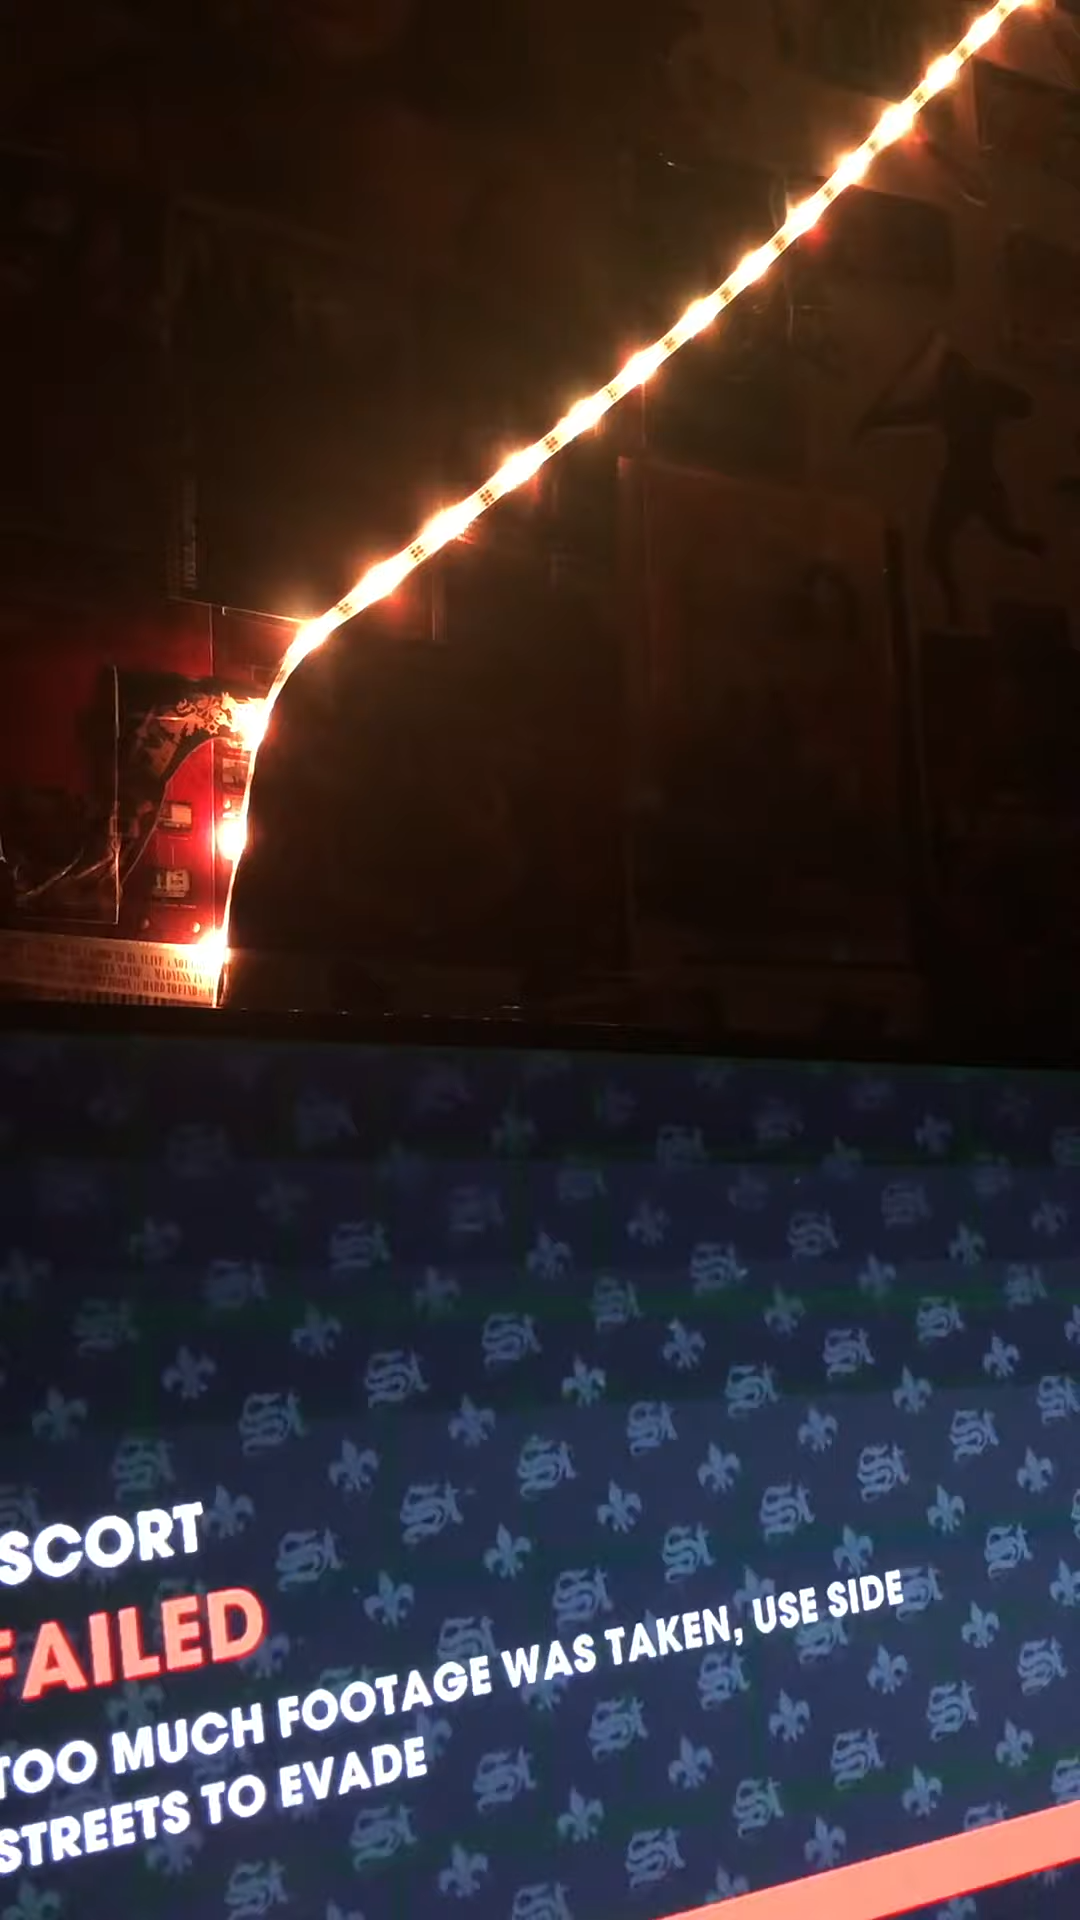 SCORT
FAILED
TOO MUCH FOOTAGE WAS TAKEN, USE SIDE
STREETS TO EVADE